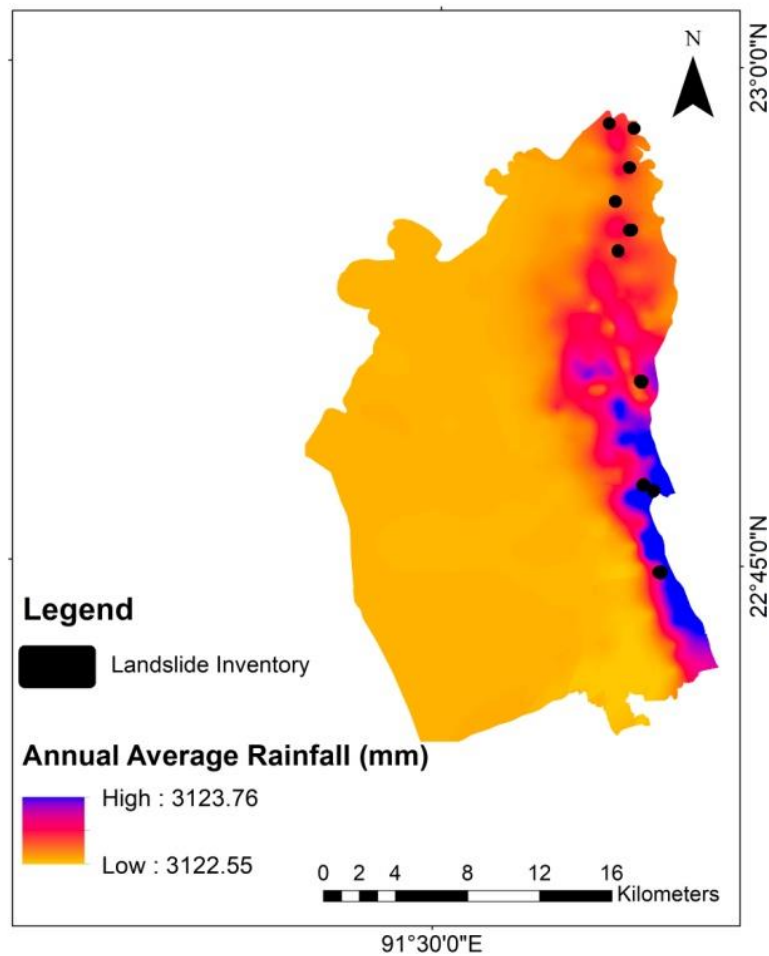 N
23°0'0"N
22°45'0"N
Legend
Landslide Inventory
Annual Average Rainfall (mm)
High : 3123.76
Low : 3122.55
0 2 4 8 12 16
Kilometers
91°30'0"E